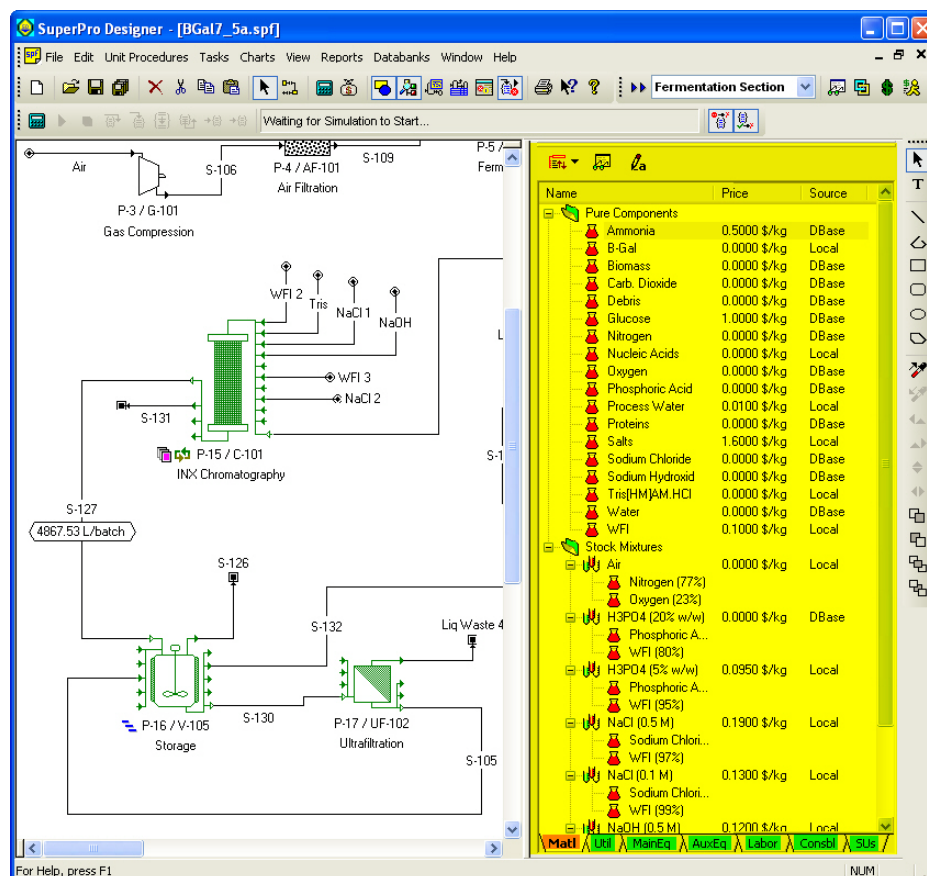 SuperPro Designer - [BGal7_5a.spf]
File Edit Unit Procedures Tasks Charts View Reports Databanks Window Help
Fermentation Section
Waiting for Simulation to Start...
Air
S-106
P-4 / AF-101
Air Filtration
S-109
P-5 /
Ferm
P-3 / G-101
Gas Compression
WFI 2
Tris
NaCl 1
NaOH
WFI 3
NaCl 2
S-131
P-15 / C-101
INX Chromatography
S-1
S-127
4867.53 L/batch
S-126
S-132
Liq Waste 4
S-130
P-16 / V-105
Storage
P-17 / UF-102
Ultrafiltration
S-105
Name Price Source
Pure Components
Ammonia 0.5000 $/kg DBase
B-Gal 0.0000 $/kg Local
Biomass 0.0000 $/kg DBase
Carb. Dioxide 0.0000 $/kg DBase
Debris 0.0000 $/kg DBase
Glucose 1.0000 $/kg DBase
Nitrogen 0.0000 $/kg DBase
Nucleic Acids 0.0000 $/kg Local
Oxygen 0.0000 $/kg DBase
Phosphoric Acid 0.0000 $/kg DBase
Process Water 0.0100 $/kg Local
Proteins 0.0000 $/kg DBase
Salts 1.6000 $/kg Local
Sodium Chloride 0.0000 $/kg DBase
Sodium Hydroxid 0.0000 $/kg DBase
Tris[HM]AM.HCl 0.0000 $/kg Local
Water 0.0000 $/kg DBase
WFI 0.1000 $/kg Local
Stock Mixtures
Air 0.0000 $/kg Local
Nitrogen (77%)
Oxygen (23%)
H3PO4 (20% w/w) 0.0000 $/kg DBase
Phosphoric A...
WFI (80%)
H3PO4 (5% w/w) 0.0950 $/kg Local
Phosphoric A...
WFI (95%)
NaCl (0.5 M) 0.1900 $/kg Local
Sodium Chlori...
WFI (97%)
NaCl (0.1 M) 0.1300 $/kg Local
Sodium Chlori...
WFI (99%)
NaOH (0.5 M) 0.1200 $/kg Local
Matl Util MainEq AuxEq Labor Consbl SUs
For Help, press F1
NUM